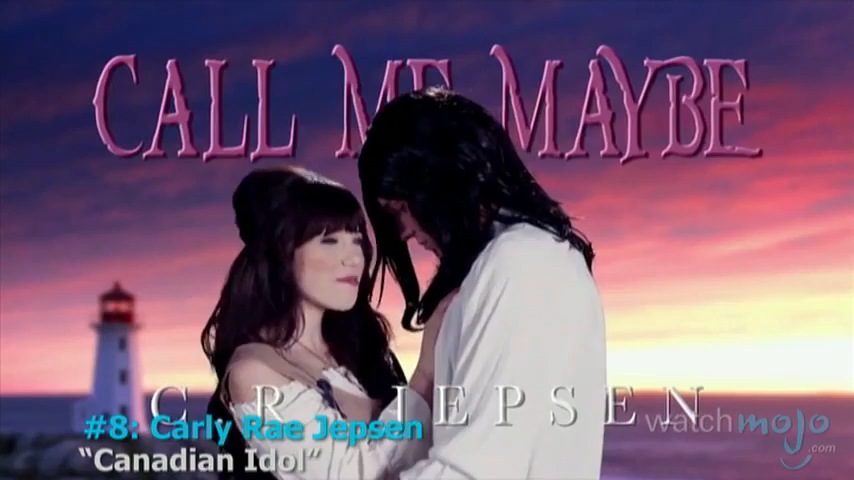 CALL ME MAYBE
C R JEPSEN
#8: Carly Rae Jepsen
"Canadian Idol"
watchmojo
.com